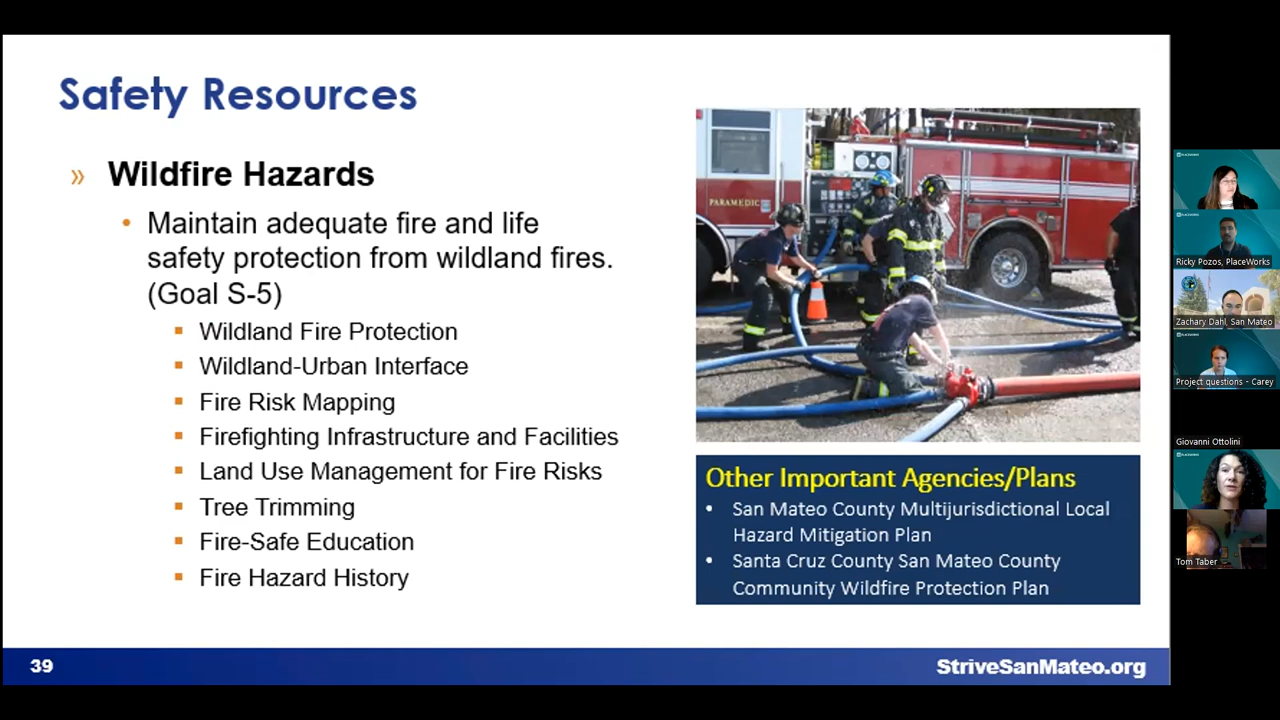 Safety Resources
» Wildfire Hazards
• Maintain adequate fire and life
safety protection from wildland fires.
(Goal S-5)
▪ Wildland Fire Protection
▪ Wildland-Urban Interface
▪ Fire Risk Mapping
▪ Firefighting Infrastructure and Facilities
▪ Land Use Management for Fire Risks
▪ Tree Trimming
▪ Fire-Safe Education
▪ Fire Hazard History
PARAMEDIC
Other Important Agencies/Plans
• San Mateo County Multijurisdictional Local
Hazard Mitigation Plan
• Santa Cruz County San Mateo County
Community Wildfire Protection Plan
39
StriveSanMateo.org
PLACEWORKS
PLACEWORKS
Ricky Pozos, PlaceWorks
Zachary Dahl, San Mateo
PLACEWORKS
Project questions - Carey
Giovanni Ottolini
PLACEWORKS
Tom Taber